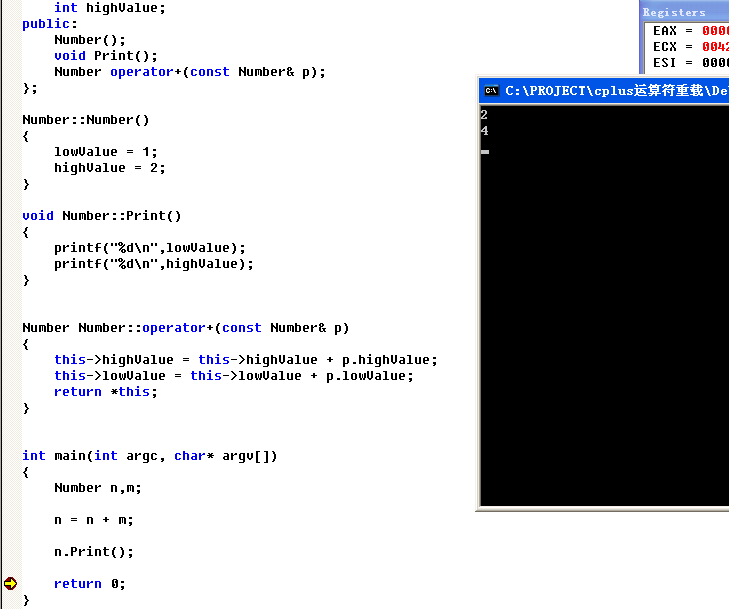 int highValue;
public:
    Number();
    void Print();
    Number operator+(const Number& p);
};

Number::Number()
{
    lowValue = 1;
    highValue = 2;
}

void Number::Print()
{
    printf("%d\n",lowValue);
    printf("%d\n",highValue);
}

Number Number::operator+(const Number& p)
{
    this->highValue = this->highValue + p.highValue;
    this->lowValue = this->lowValue + p.lowValue;
    return *this;
}

int main(int argc, char* argv[])
{
    Number n,m;

    n = n + m;

    n.Print();

    return 0;
}
Registers
EAX = 0000
ECX = 0042
ESI = 0000
C:\PROJECT\cplus运算符重载\De
2
4